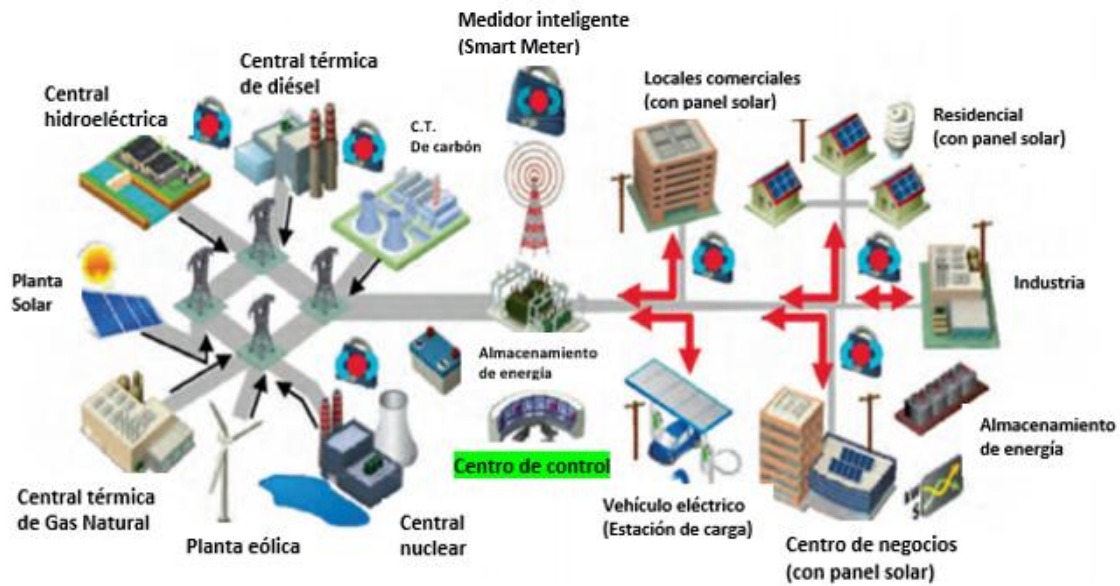 Medidor inteligente
(Smart Meter)
Central térmica
de diésel
Central
hidroeléctrica
C.T.
De carbón
Locales comerciales
(con panel solar)
Residencial
(con panel solar)
Planta
Solar
Industria
Almacenamiento
de energía
Centro de control
Almacenamiento
de energía
Central térmica
de Gas Natural
Planta eólica
Central
nuclear
Vehículo eléctrico
(Estación de carga)
Centro de negocios
(con panel solar)